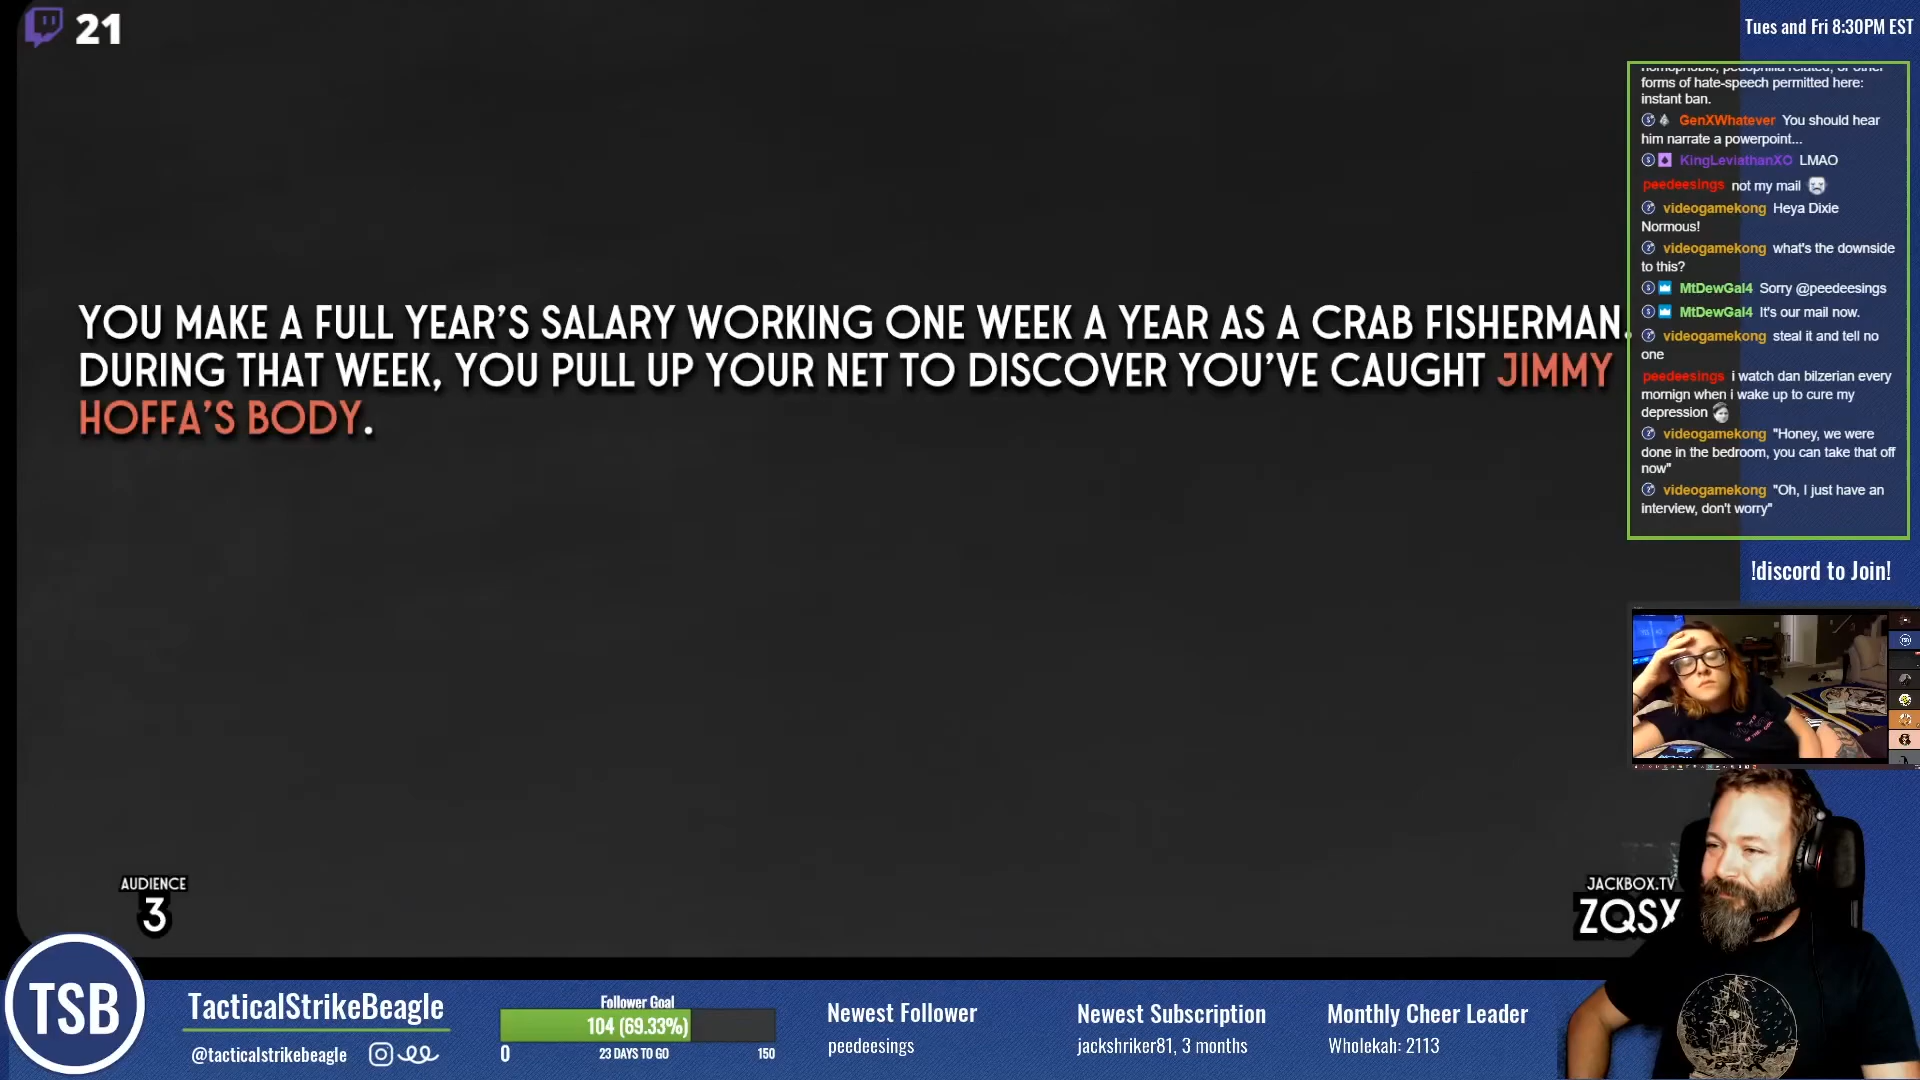 21
Tues and Fri 8:30PM EST
forms of hate-speech permitted here:
instant ban.
GenXWhatever You should hear
him narrate a powerpoint...
KingLeviathanXO LMAO
peedeesings not my mail
videogamekong Heya Dixie
Normous!
videogamekong what's the downside
to this?
MtDewGal4 Sorry @peedeesings
MtDewGal4 It's our mail now.
videogamekong steal it and tell no
one
peedeesings i watch dan bilzerian every
mornign when i wake up to cure my
depression
videogamekong "Honey, we were
done in the bedroom, you can take that off
now"
videogamekong "Oh, I just have an
interview, don't worry"
YOU MAKE A FULL YEAR'S SALARY WORKING ONE WEEK A YEAR AS A CRAB FISHERMAN.
DURING THAT WEEK, YOU PULL UP YOUR NET TO DISCOVER YOU'VE CAUGHT JIMMY
HOFFA'S BODY.
!discord to Join!
AUDIENCE
3
JACKBOX.TV
ZQSX
TSB
TacticalStrikeBeagle
@tacticalstrikebeagle
Follower Goal
104 (69.33%)
0
23 DAYS TO GO
150
Newest Follower
peedeesings
Newest Subscription
jackshriker81, 3 months
Monthly Cheer Leader
Wholekah: 2113